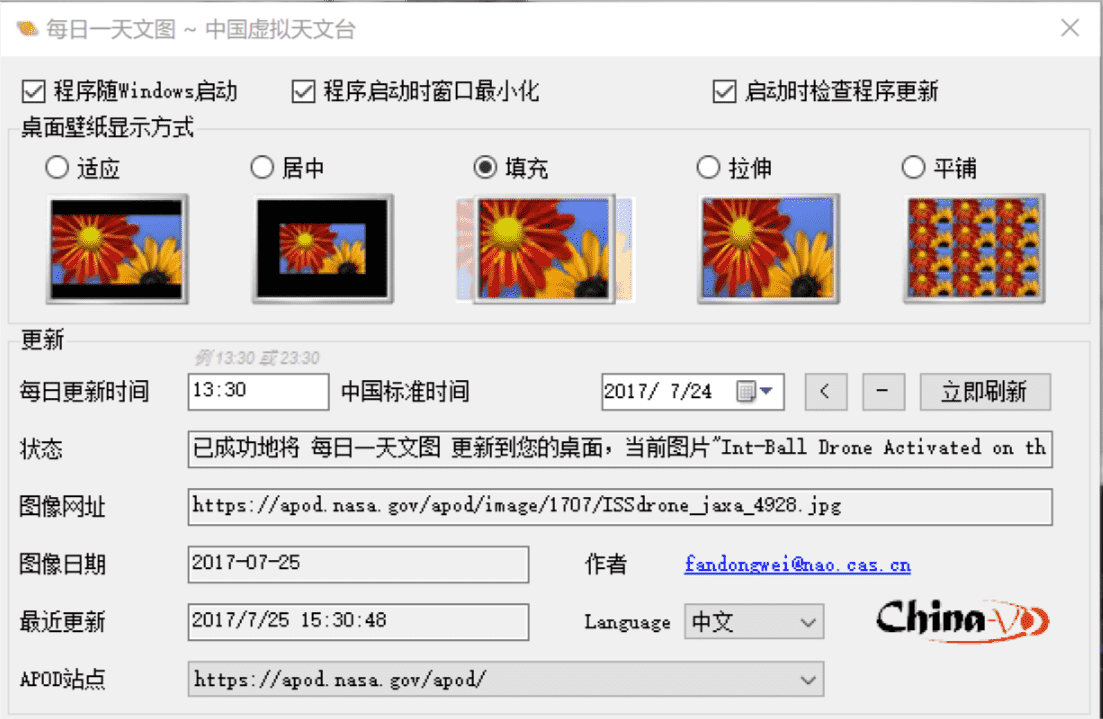 每日一天文图 ~ 中国虚拟天文台
程序随Windows启动 程序启动时窗口最小化 启动时检查程序更新
桌面壁纸显示方式
适应 居中 填充 拉伸 平铺
更新
例 13:30 或 23:30
每日更新时间 13:30 中国标准时间 2017/ 7/24 < - 立即刷新
状态 已成功地将 每日一天文图 更新到您的桌面，当前图片"Int-Ball Drone Activated on th
图像网址 https://apod.nasa.gov/apod/image/1707/ISSdrone_jaxa_4928.jpg
图像日期 2017-07-25 作者 fandongwei@nao.cas.cn
最近更新 2017/7/25 15:30:48 Language 中文 China-VO
APOD站点 https://apod.nasa.gov/apod/